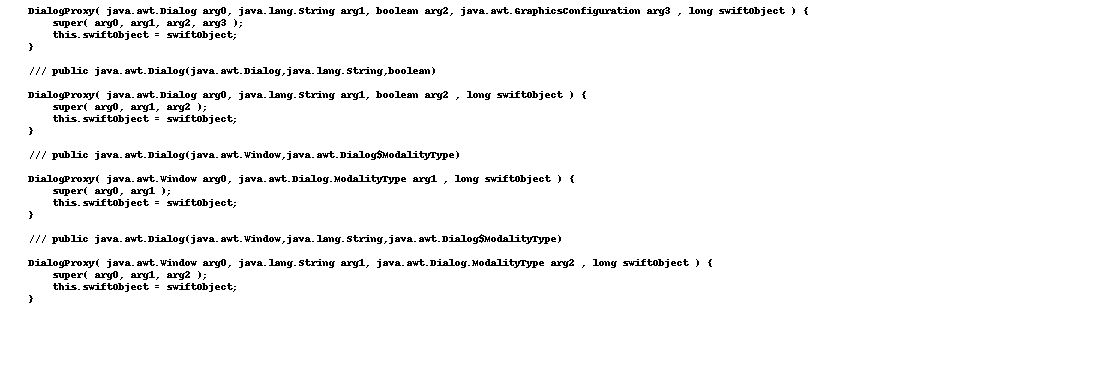 DialogProxy( java.awt.Dialog arg0, java.lang.String arg1, boolean arg2, java.awt.GraphicsConfiguration arg3 , long swiftObject ) {
super( arg0, arg1, arg2, arg3 );
this.swiftObject = swiftObject;
}
/// public java.awt.Dialog(java.awt.Dialog,java.lang.String,boolean)
DialogProxy( java.awt.Dialog arg0, java.lang.String arg1, boolean arg2 , long swiftObject ) {
super( arg0, arg1, arg2 );
this.swiftObject = swiftObject;
}
/// public java.awt.Dialog(java.awt.Window,java.awt.Dialog$ModalityType)
DialogProxy( java.awt.Window arg0, java.awt.Dialog.ModalityType arg1 , long swiftObject ) {
super( arg0, arg1 );
this.swiftObject = swiftObject;
}
/// public java.awt.Dialog(java.awt.Window,java.lang.String,java.awt.Dialog$ModalityType)
DialogProxy( java.awt.Window arg0, java.lang.String arg1, java.awt.Dialog.ModalityType arg2 , long swiftObject ) {
super( arg0, arg1, arg2 );
this.swiftObject = swiftObject;
}